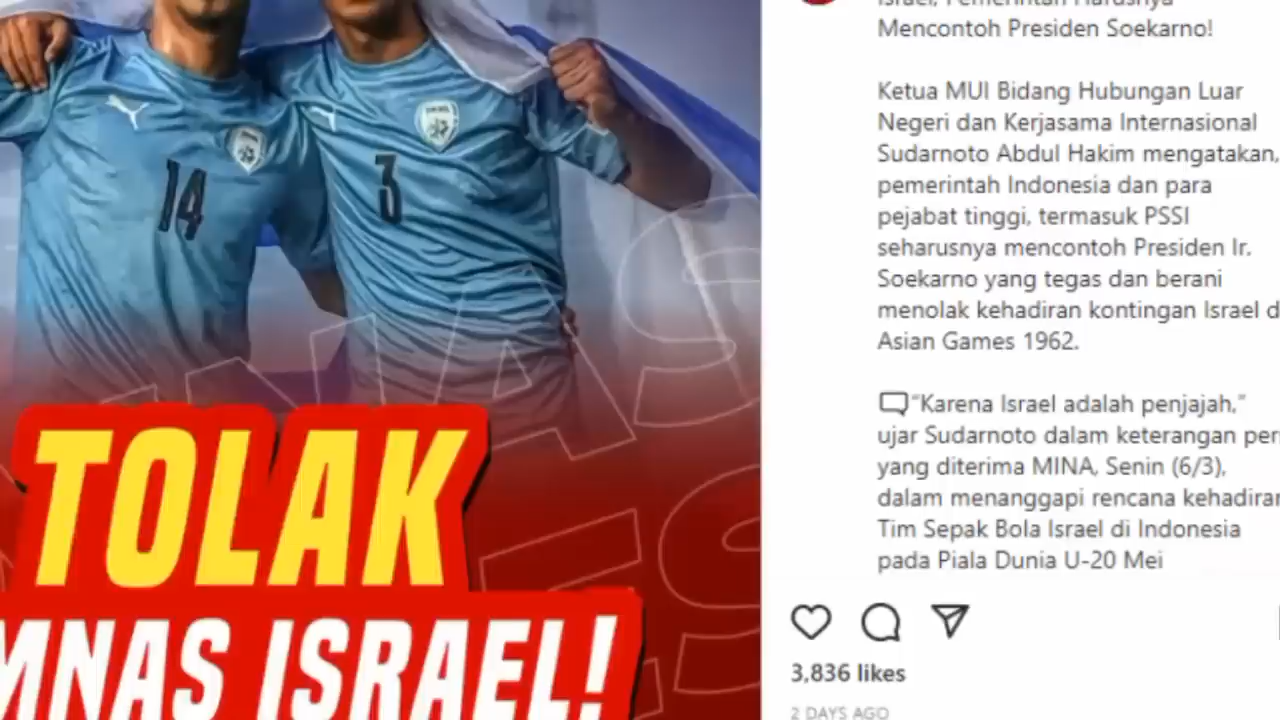 14
3
TOLAK
MNAS ISRAEL!
Mencontoh Presiden Soekarno!
Ketua MUI Bidang Hubungan Luar
Negeri dan Kerjasama Internasional
Sudarnoto Abdul Hakim mengatakan,
pemerintah Indonesia dan para
pejabat tinggi, termasuk PSSI
seharusnya mencontoh Presiden Ir.
Soekarno yang tegas dan berani
menolak kehadiran kontingan Israel d
Asian Games 1962.
"Karena Israel adalah penjajah,"
ujar Sudarnoto dalam keterangan per
yang diterima MINA, Senin (6/3),
dalam menanggapi rencana kehadiran
Tim Sepak Bola Israel di Indonesia
pada Piala Dunia U-20 Mei
3,836 likes
2 DAYS AGO